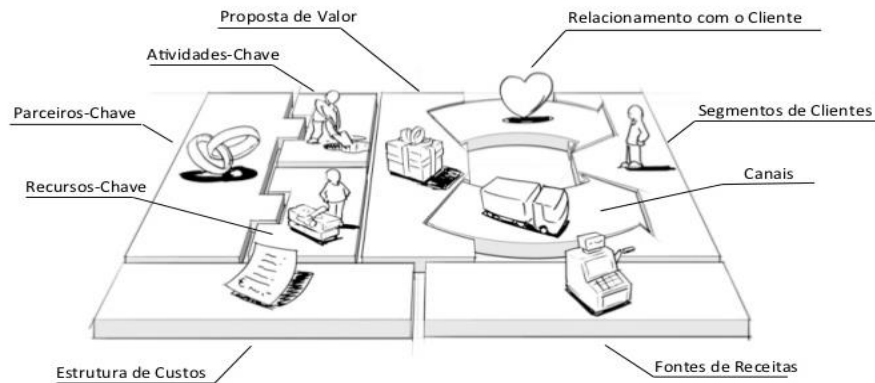 Proposta de Valor
Relacionamento com o Cliente
Atividades-Chave
Parceiros-Chave
Segmentos de Clientes
Recursos-Chave
Canais
Estrutura de Custos
Fontes de Receitas